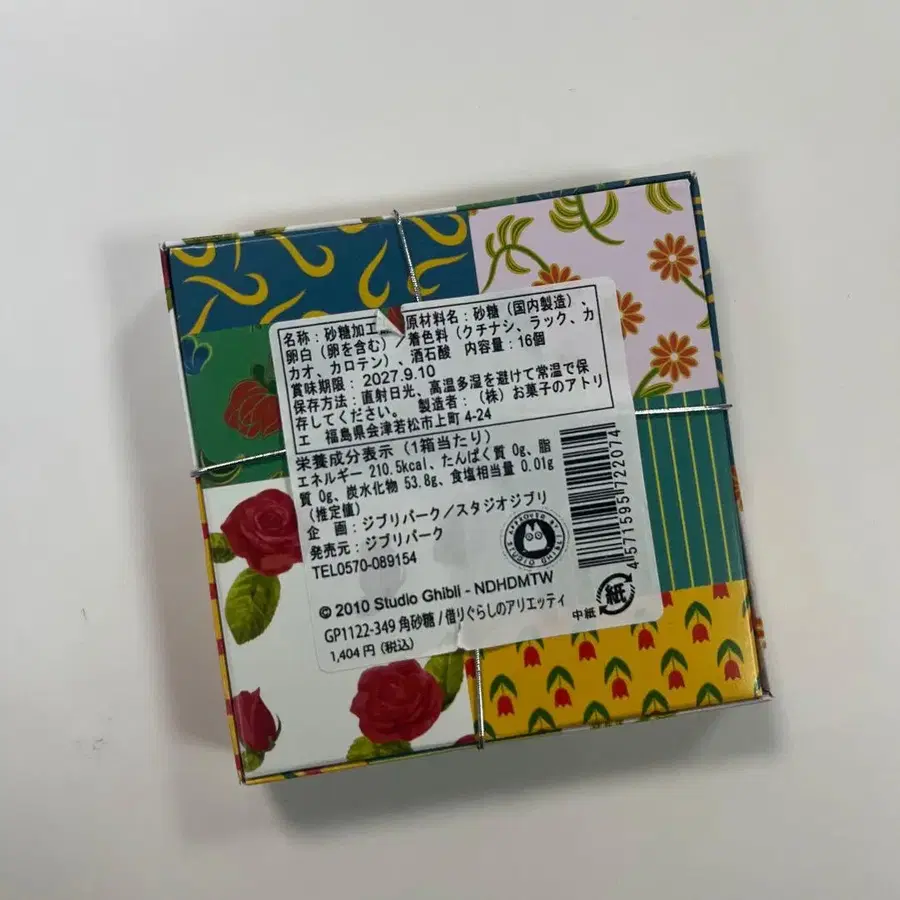 名称：砂糖加工 原材料名：砂糖（国内製造）、
卵白（卵を含む）／着色料（クチナシ、ラック、カ
カオ、カロテン）、酒石酸 内容量：16個
賞味期限： 2027.9.10
保存方法：直射日光、高温多湿を避けて常温で保
存してください。 製造者：（株）お菓子のアトリ
エ 福島県会津若松市上町 4-24
栄養成分表示（1箱当たり）
エネルギー 210.5kcal、たんぱく質 0g、脂
質 0g、炭水化物 53.8g、食塩相当量 0.01g
（推定値）
企 画：ジブリパーク／スタジオジブリ
発売元：ジブリパーク
TEL0570-089154
© 2010 Studio Ghibli - NDHDMTW
GP1122-349 角砂糖/借りぐらしのアリエッティ
1,404円（税込）
4 571595 722074
紙
中紙
APPROVED BY
STUDIO GHIBLI